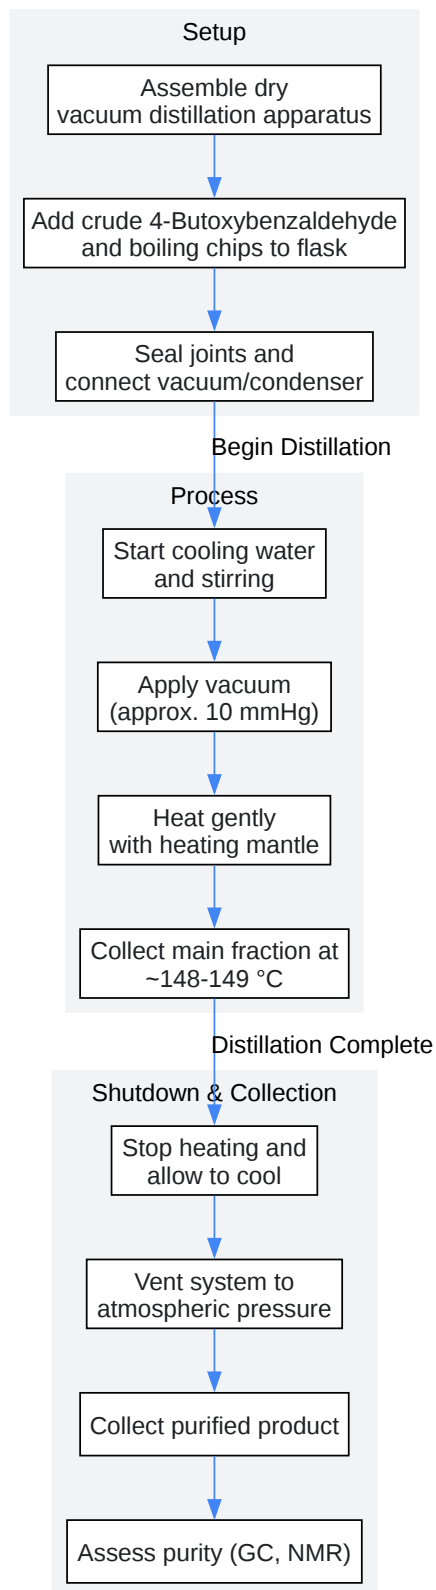 Setup
Assemble dry
vacuum distillation apparatus
Add crude 4-Butoxybenzaldehyde
and boiling chips to flask
Seal joints and
connect vacuum/condenser
Begin Distillation
Process
Start cooling water
and stirring
Apply vacuum
(approx. 10 mmHg)
Heat gently
with heating mantle
Collect main fraction at
~148-149 °C
Distillation Complete
Shutdown & Collection
Stop heating and
allow to cool
Vent system to
atmospheric pressure
Collect purified product
Assess purity (GC, NMR)